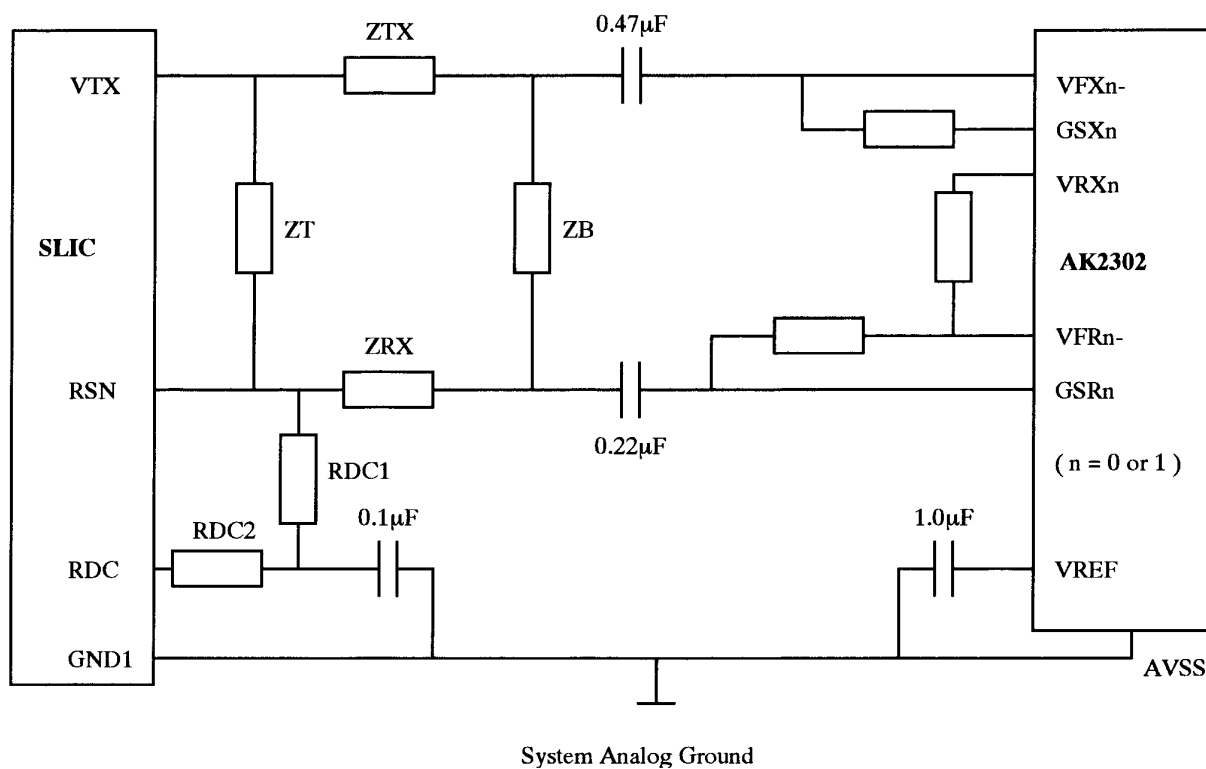 ZTX
0.47μF
VTX
VFXn-
GSXn
VRXn
ZT
ZB
SLIC
AK2302
ZRX
VFRn-
RSN
GSRn
0.22μF
RDC1
( n = 0 or 1 )
RDC2
0.1μF
1.0μF
RDC
VREF
GND1
AVSS
System Analog Ground